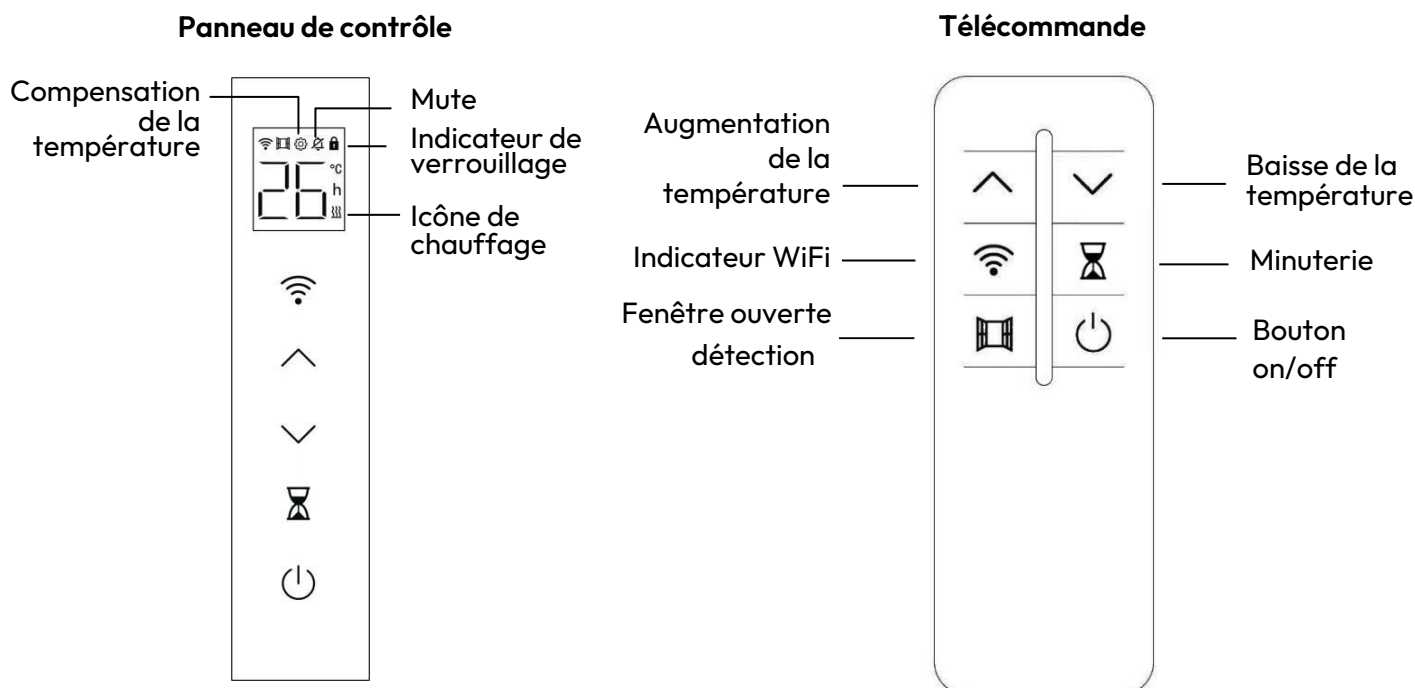 Panneau de contrôle
Compensation
de la
température
Mute
Indicateur de
verrouillage
Icône de
chauffage
26
°C
h
Télécommande
Augmentation
de la
température
Indicateur WiFi
Fenêtre ouverte
détection
Baisse de la
température
Minuterie
Bouton
on/off